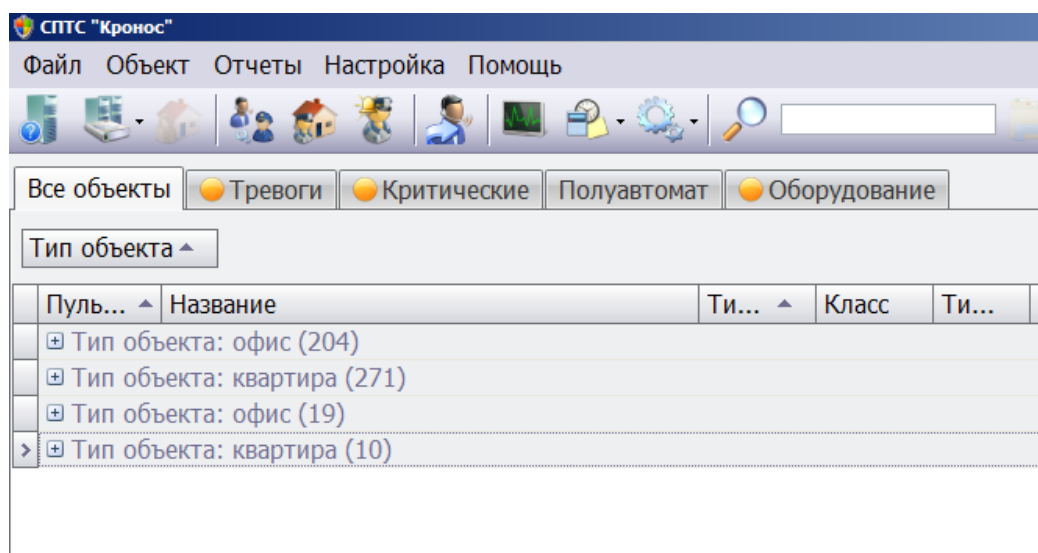 СПТС "Кронос"
Файл Объект Отчеты Настройка Помощь
Все объекты Тревоги Критические Полуавтомат Оборудование
Тип объекта
Пуль... Название Ти... Класс Ти...
Тип объекта: офис (204)
Тип объекта: квартира (271)
Тип объекта: офис (19)
Тип объекта: квартира (10)